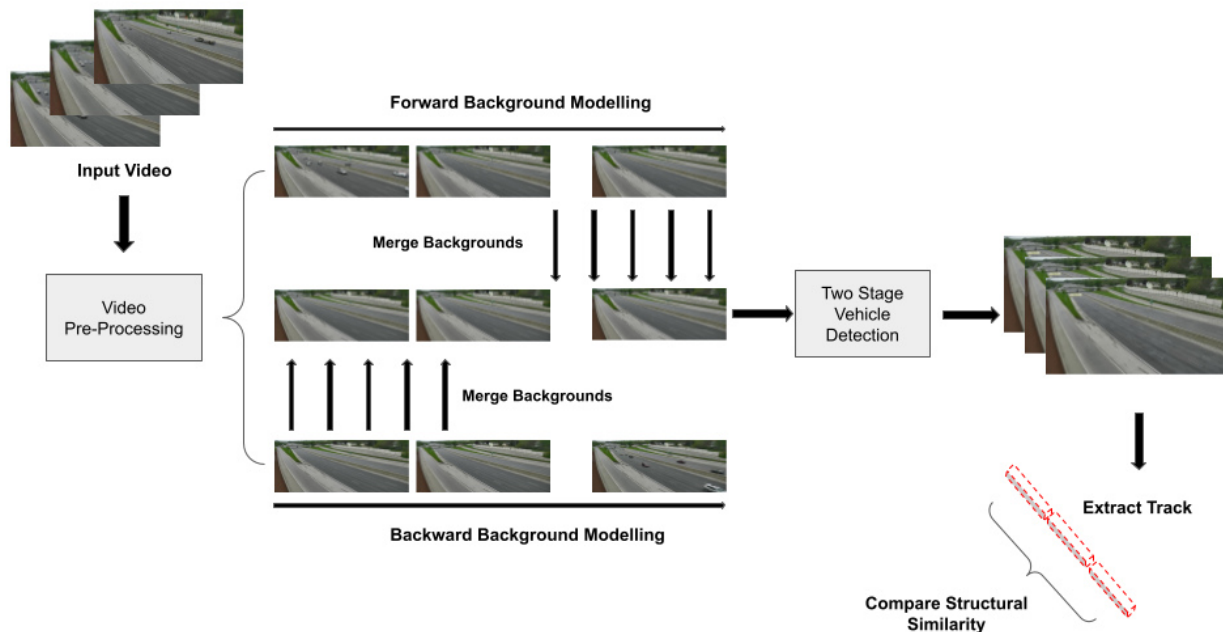 Forward Background Modelling
Input Video
Merge Backgrounds
Video
Pre-Processing
Two Stage
Vehicle
Detection
Merge Backgrounds
Extract Track
Backward Background Modelling
Compare Structural
Similarity